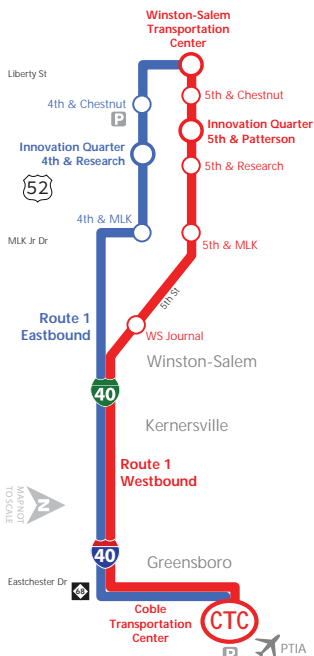 Winston-Salem
Transportation
Center
Liberty St
4th & Chestnut
P
5th & Chestnut
Innovation Quarter
4th & Research
Innovation Quarter
5th & Patterson
5th & Research
52
4th & MLK
MLK Jr Dr
5th & MLK
5th St
Route 1
Eastbound
WS Journal
Winston-Salem
40
Kernersville
Route 1
Westbound
N
MAP NOT
TO SCALE
40
Greensboro
Eastchester Dr
68
Coble
Transportation
Center
CTC
P
PTIA